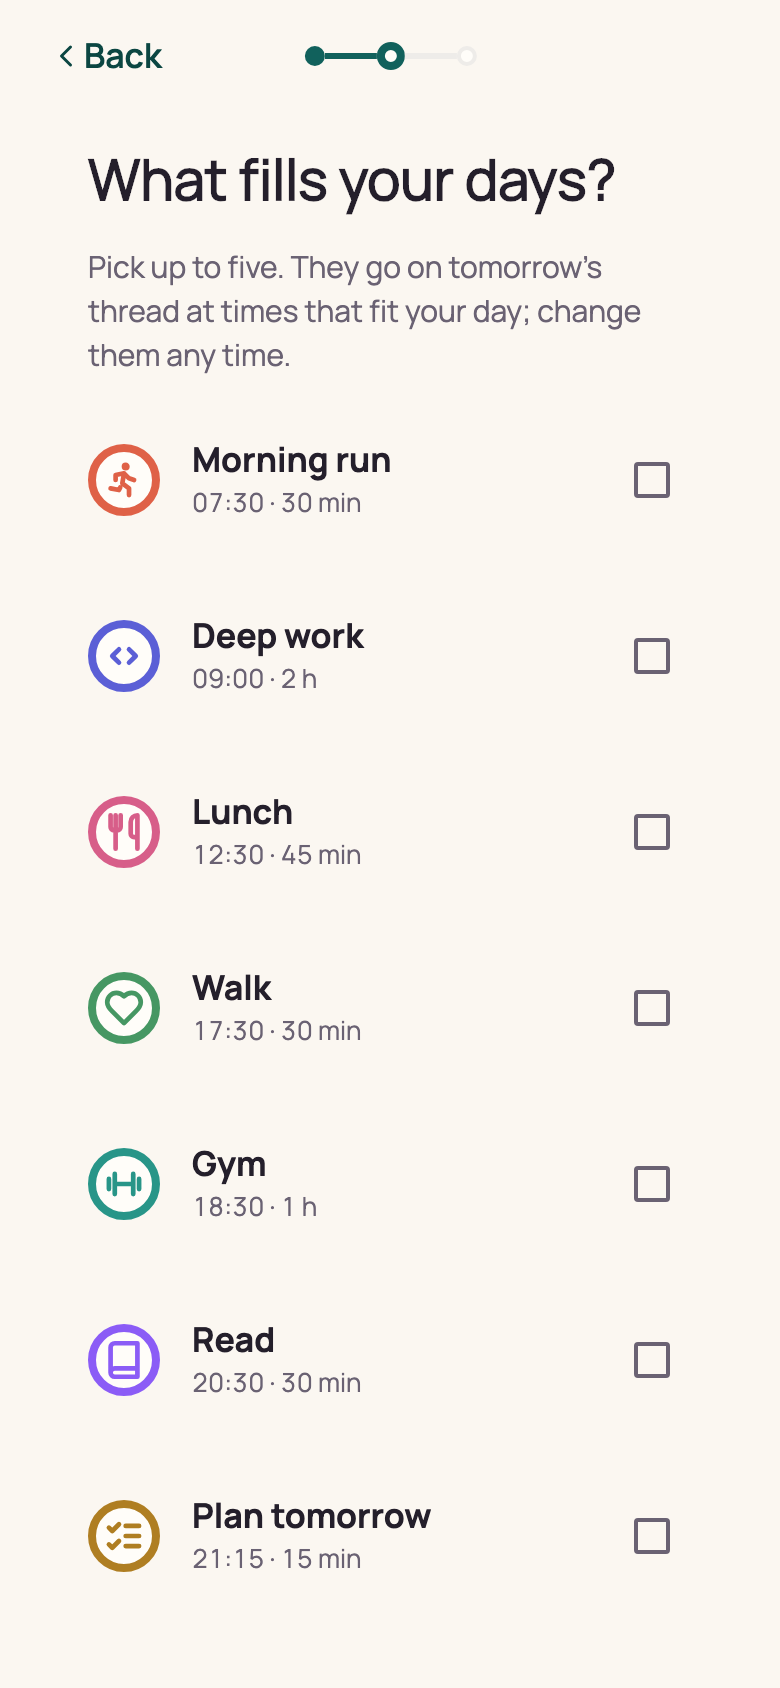 Back
What fills your days?
Pick up to five. They go on tomorrow’s
thread at times that fit your day; change
them any time.
Morning run
07:30 · 30 min
Deep work
09:00 · 2 h
Lunch
12:30 · 45 min
Walk
17:30 · 30 min
Gym
18:30 · 1 h
Read
20:30 · 30 min
Plan tomorrow
21:15 · 15 min